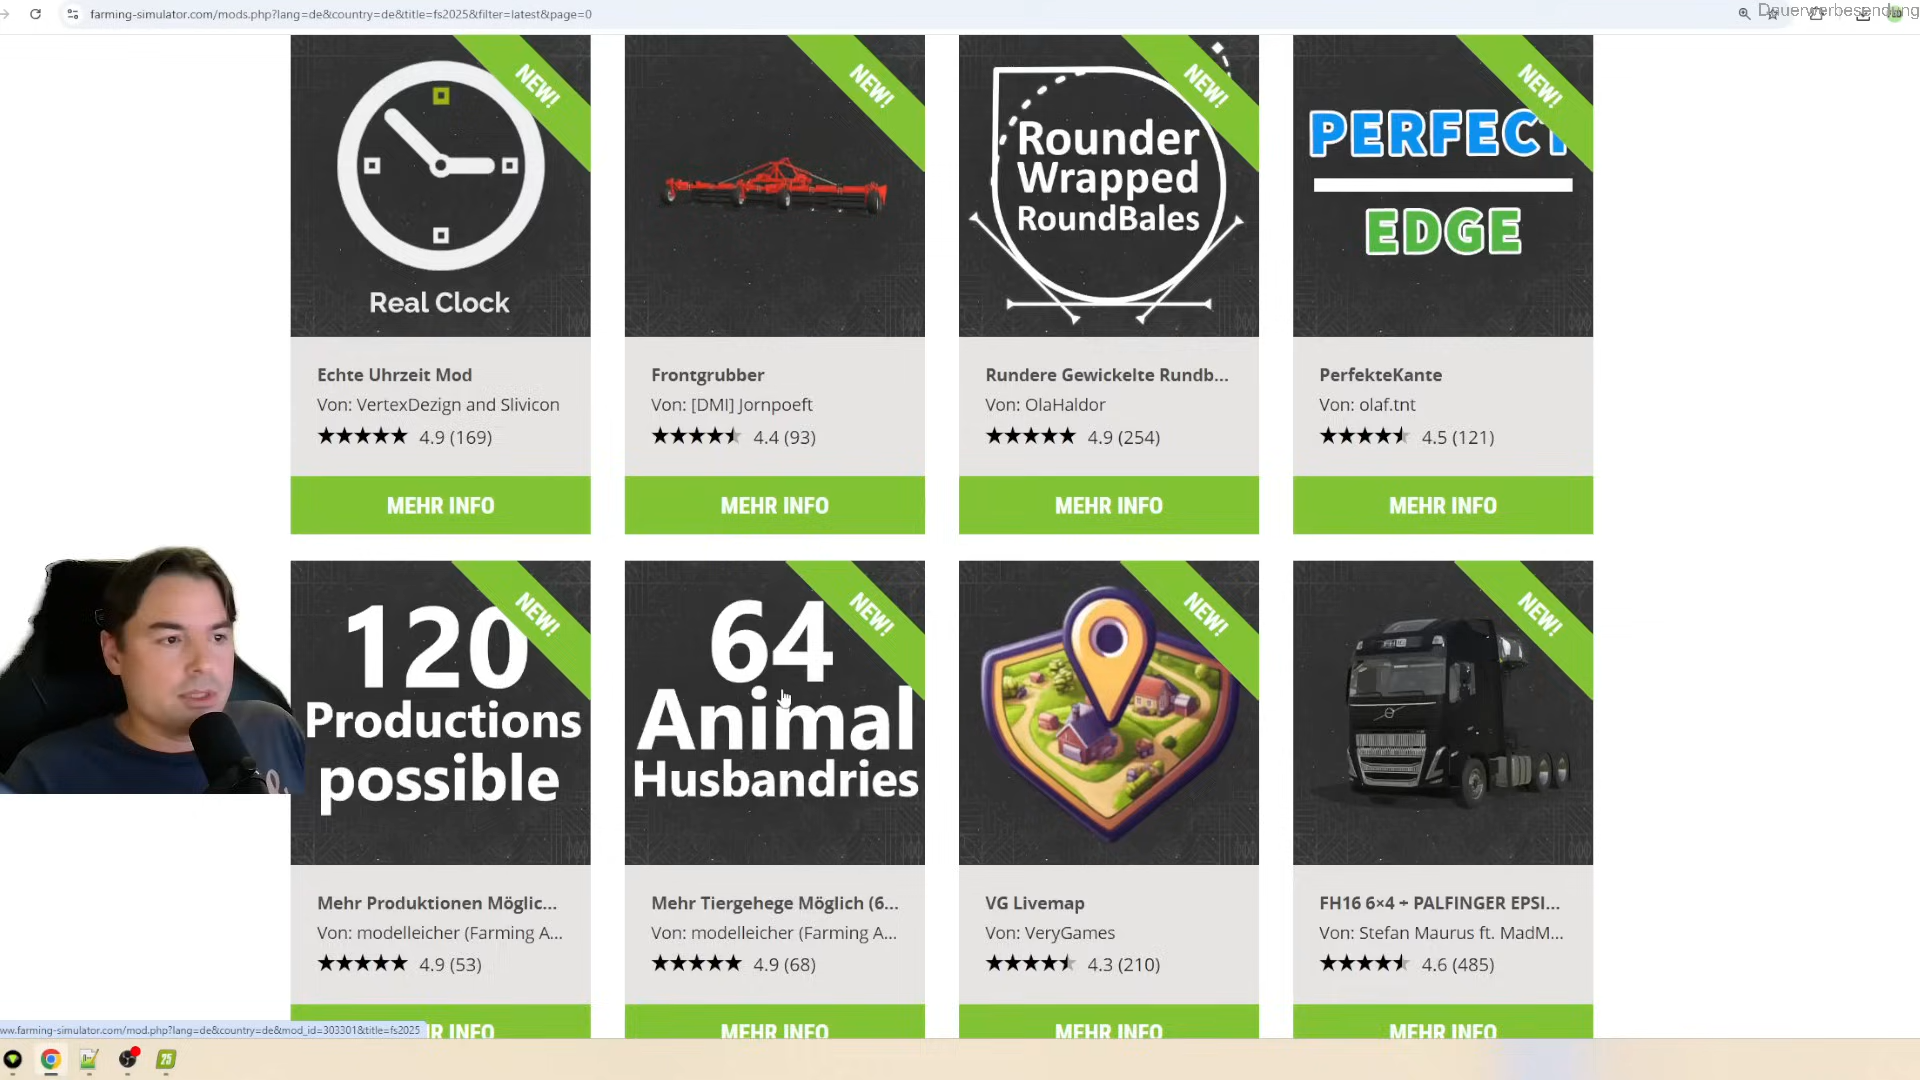 farming-simulator.com/mods.php?lang=de&country=de&title=fs2025&filter=latest&page=0
Dauerwerbesendung
NEW!
NEW!
NEW!
NEW!
Real Clock
Rounder
Wrapped
RoundBales
PERFECT
EDGE
Echte Uhrzeit Mod
Von: VertexDezign and Slivicon
4.9 (169)
Frontgrubber
Von: [DMI] Jornpoeft
4.4 (93)
Rundere Gewickelte Rundb...
Von: OlaHaldor
4.9 (254)
PerfekteKante
Von: olaf.tnt
4.5 (121)
MEHR INFO
MEHR INFO
MEHR INFO
MEHR INFO
NEW!
NEW!
NEW!
NEW!
120
Productions
possible
64
Animal
Husbandries
Mehr Produktionen Möglic...
Von: modelleicher (Farming A...
4.9 (53)
Mehr Tiergehege Möglich (6...
Von: modelleicher (Farming A...
4.9 (68)
VG Livemap
Von: VeryGames
4.3 (210)
FH16 6×4 + PALFINGER EPSI...
Von: Stefan Maurus ft. MadM...
4.6 (485)
R INFO
MEHR INFO
MEHR INFO
MEHR INFO
ww.farming-simulator.com/mod.php?lang=de&country=de&mod_id=303301&title=fs2025
25